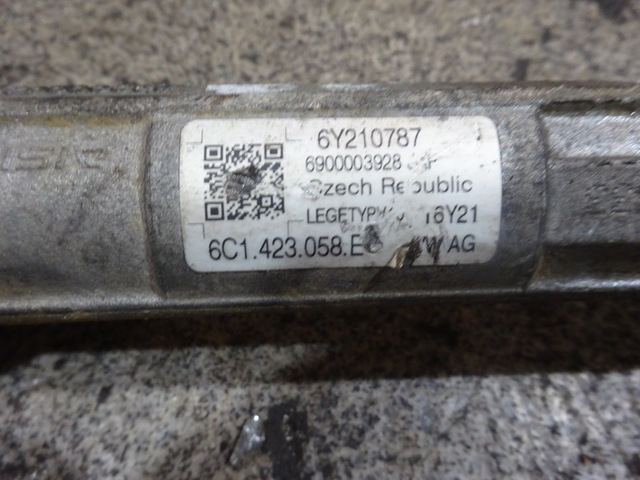 6Y210787
6900003928
Czech Republic
16Y21
6C1.423.058.E AG